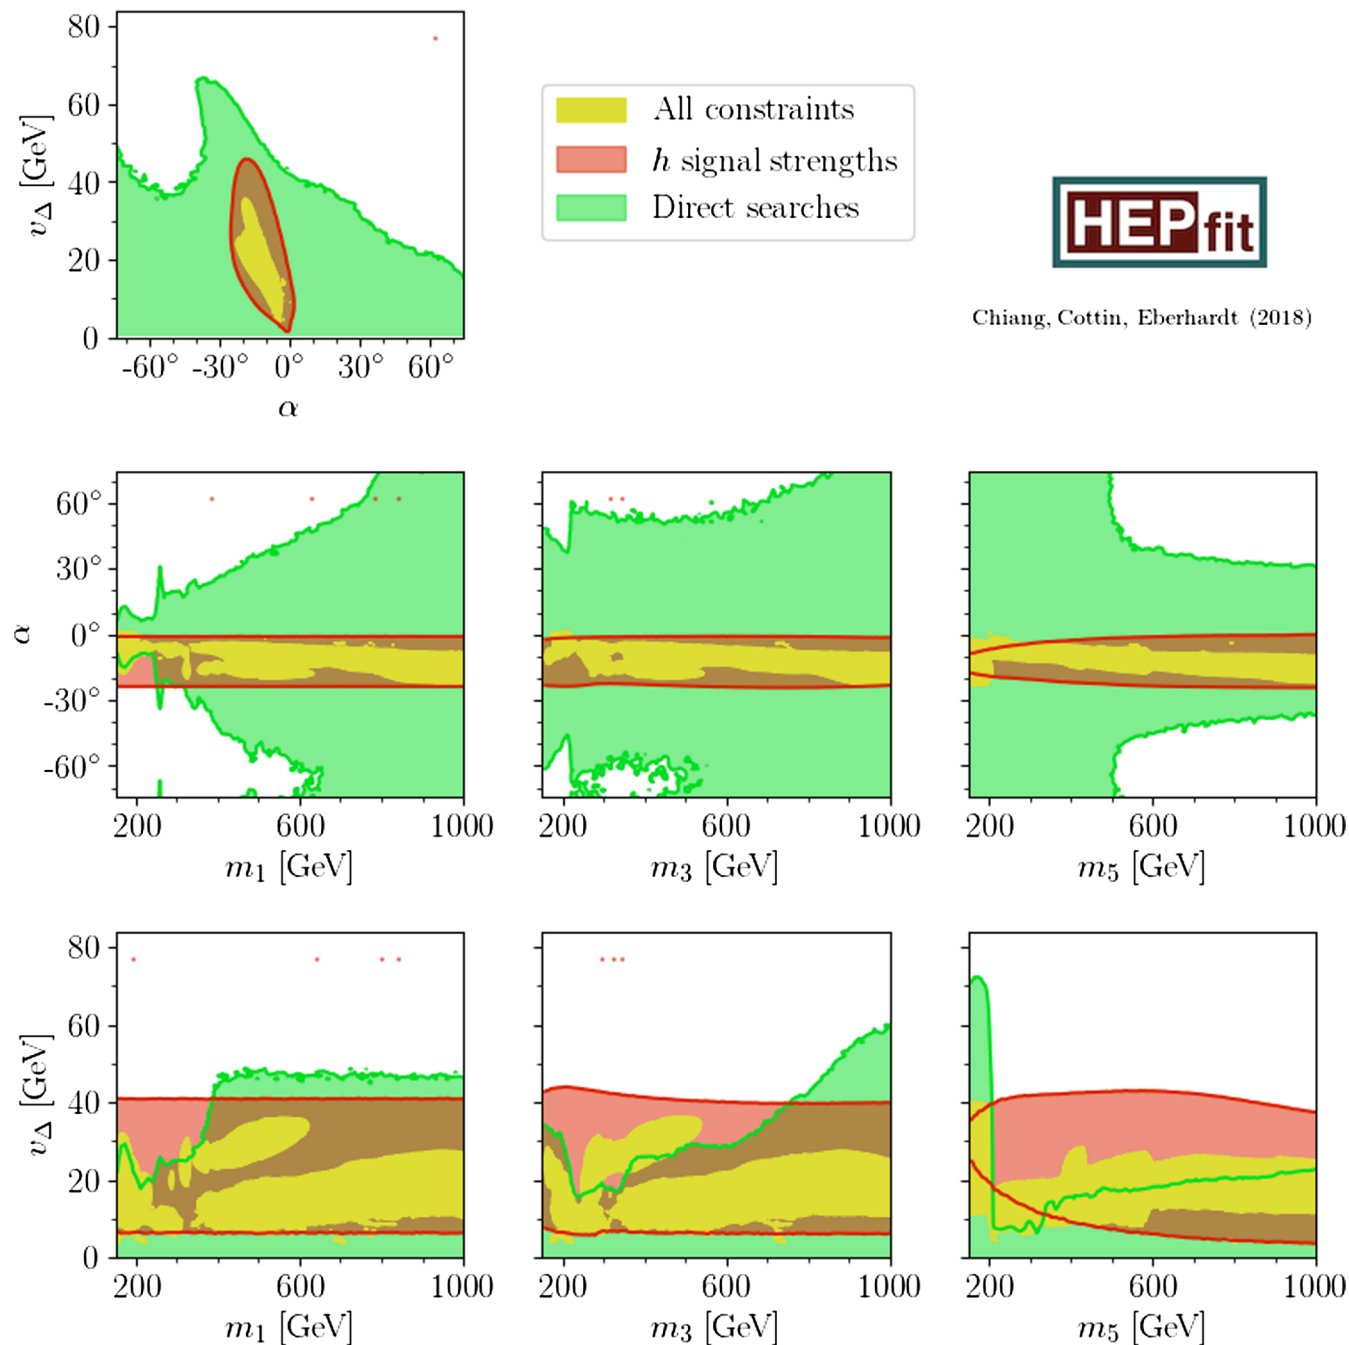 80
60
40
20
0
v_Δ [GeV]
-60° -30° 0° 30° 60°
α
All constraints
h signal strengths
Direct searches
HEPfit
Chiang, Cottin, Eberhardt (2018)
60°
30°
0°
-30°
-60°
α
200 600 1000
m₁ [GeV]
200 600 1000
m₃ [GeV]
200 600 1000
m₅ [GeV]
80
60
40
20
0
v_Δ [GeV]
200 600 1000
m₁ [GeV]
200 600 1000
m₃ [GeV]
200 600 1000
m₅ [GeV]